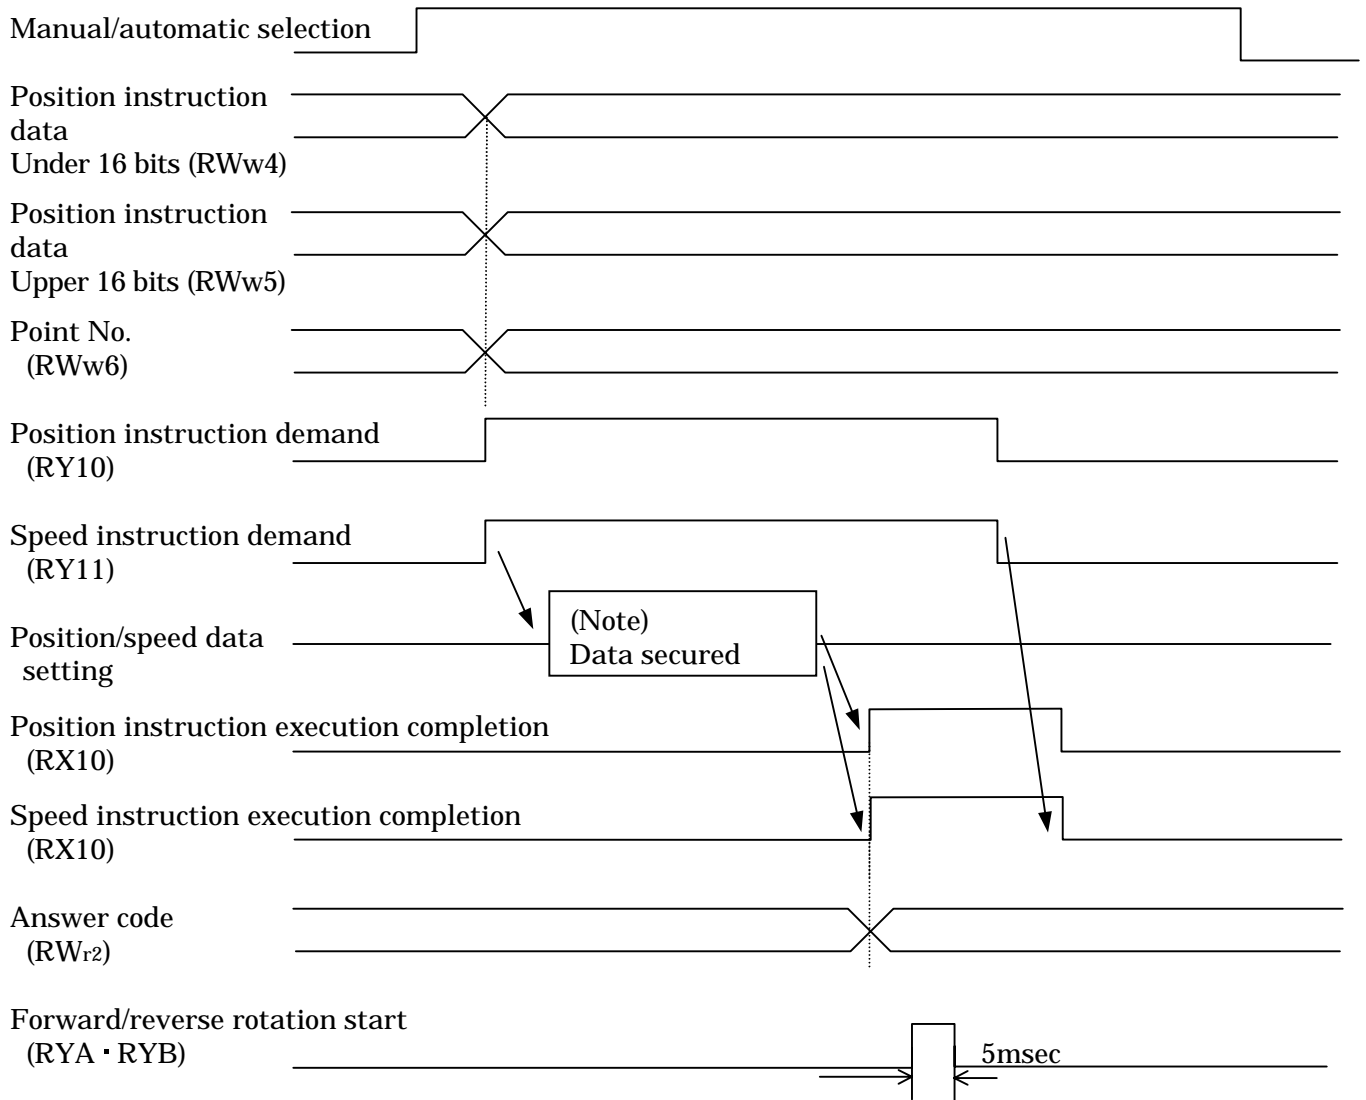 Manual/automatic selection
Position instruction
data
Under 16 bits (RWw4)
Position instruction
data
Upper 16 bits (RWw5)
Point No.
(RWw6)
Position instruction demand
(RY10)
Speed instruction demand
(RY11)
(Note)
Data secured
Position/speed data
setting
Position instruction execution completion
(RX10)
Speed instruction execution completion
(RX10)
Answer code
(RWr2)
Forward/reverse rotation start
(RYA・RYB)
5msec